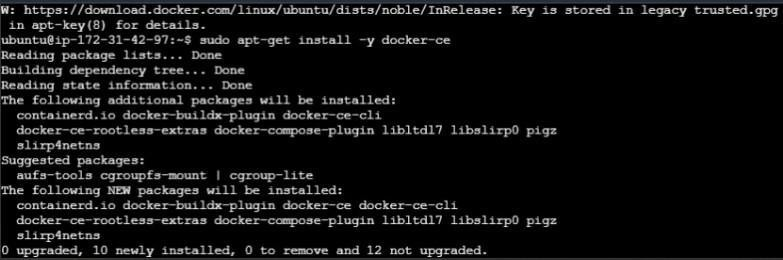 W: https://download.docker.com/linux/ubuntu/dists/noble/InRelease: Key is stored in legacy trusted.gpg
 in apt-key(8) for details.
ubuntu@ip-172-31-42-97:~$ sudo apt-get install -y docker-ce
Reading package lists... Done
Building dependency tree... Done
Reading state information... Done
The following additional packages will be installed:
  containerd.io docker-buildx-plugin docker-ce-cli
  docker-ce-rootless-extras docker-compose-plugin libltdl7 libslirp0 pigz
  slirp4netns
Suggested packages:
  aufs-tools cgroupfs-mount | cgroup-lite
The following NEW packages will be installed:
  containerd.io docker-buildx-plugin docker-ce docker-ce-cli
  docker-ce-rootless-extras docker-compose-plugin libltdl7 libslirp0 pigz
  slirp4netns
0 upgraded, 10 newly installed, 0 to remove and 12 not upgraded.